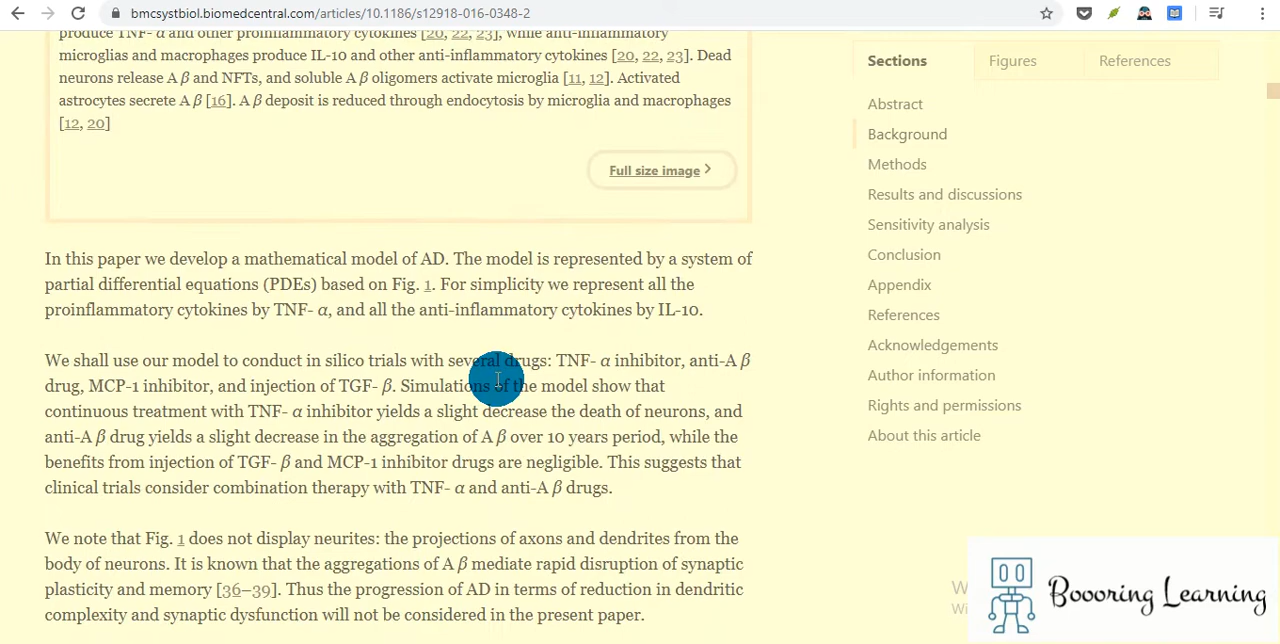 bmcsystbiol.biomedcentral.com/articles/10.1186/s12918-016-0348-2
produce TNF- α and other proinflammatory cytokines [20, 22, 23], while anti-inflammatory
microglias and macrophages produce IL-10 and other anti-inflammatory cytokines [20, 22, 23]. Dead
neurons release A β and NFTs, and soluble A β oligomers activate microglia [11, 12]. Activated
astrocytes secrete A β [16]. A β deposit is reduced through endocytosis by microglia and macrophages
[12, 20]
Full size image
In this paper we develop a mathematical model of AD. The model is represented by a system of
partial differential equations (PDEs) based on Fig. 1. For simplicity we represent all the
proinflammatory cytokines by TNF- α, and all the anti-inflammatory cytokines by IL-10.
We shall use our model to conduct in silico trials with several drugs: TNF- α inhibitor, anti-A β
drug, MCP-1 inhibitor, and injection of TGF- β. Simulations of the model show that
continuous treatment with TNF- α inhibitor yields a slight decrease the death of neurons, and
anti-A β drug yields a slight decrease in the aggregation of A β over 10 years period, while the
benefits from injection of TGF- β and MCP-1 inhibitor drugs are negligible. This suggests that
clinical trials consider combination therapy with TNF- α and anti-A β drugs.
We note that Fig. 1 does not display neurites: the projections of axons and dendrites from the
body of neurons. It is known that the aggregations of A β mediate rapid disruption of synaptic
plasticity and memory [36–39]. Thus the progression of AD in terms of reduction in dendritic
complexity and synaptic dysfunction will not be considered in the present paper.
Sections
Figures
References
Abstract
Background
Methods
Results and discussions
Sensitivity analysis
Conclusion
Appendix
References
Acknowledgements
Author information
Rights and permissions
About this article
Boooring Learning